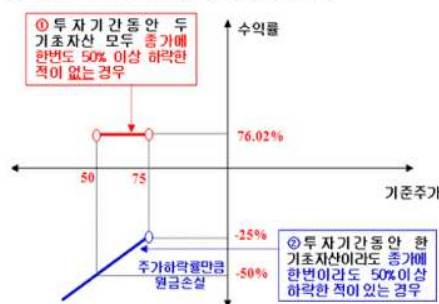 ① 투자기간동안 두
기초자산 모두 종가에
한번도 50% 이상 하락한
적이 없는 경우
수익률
76.02%
50
75
기준주가
-25%
주가하락률만큼
원금손실
-50%
② 투자기간동안 한
기초자산이라도 종가에
한번이라도 50%이상
하락한 적이 있는 경우